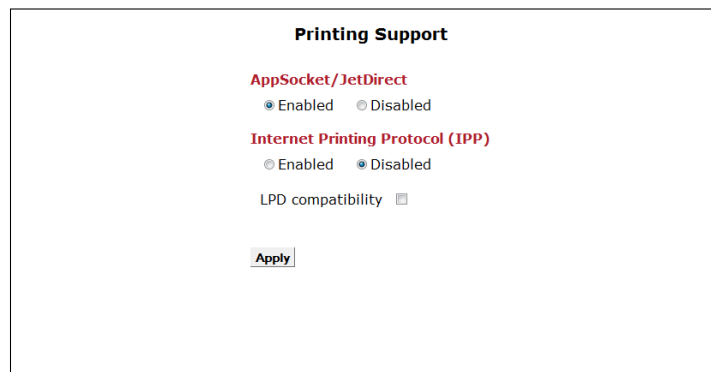 Printing Support
AppSocket/JetDirect
Enabled Disabled
Internet Printing Protocol (IPP)
Enabled Disabled
LPD compatibility
Apply